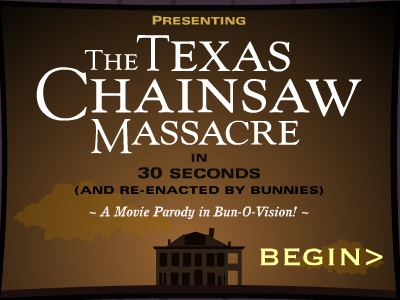 PRESENTING
THE TEXAS
CHAINSAW
MASSACRE
IN
30 SECONDS
(AND RE-ENACTED BY BUNNIES)
~ A Movie Parody in Bun-O-Vision! ~
BEGIN>